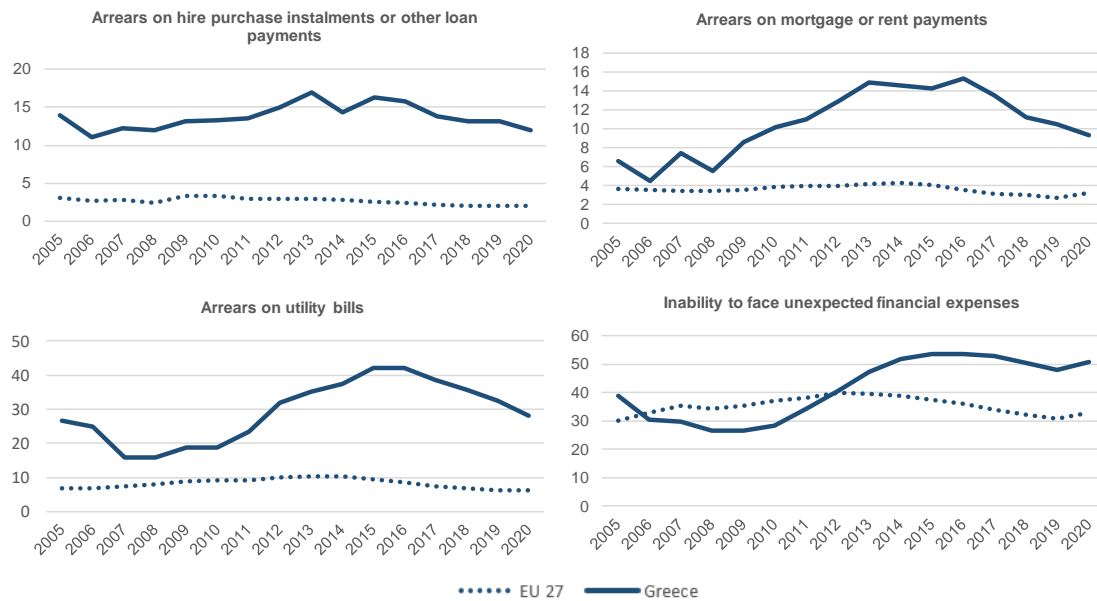 Arrears on hire purchase instalments or other loan
payments
20
15
10
5
0
2005 2006 2007 2008 2009 2010 2011 2012 2013 2014 2015 2016 2017 2018 2019 2020
Arrears on mortgage or rent payments
18
16
14
12
10
8
6
4
2
0
2005 2006 2007 2008 2009 2010 2011 2012 2013 2014 2015 2016 2017 2018 2019 2020
Arrears on utility bills
50
40
30
20
10
0
2005 2006 2007 2008 2009 2010 2011 2012 2013 2014 2015 2016 2017 2018 2019 2020
Inability to face unexpected financial expenses
60
50
40
30
20
10
0
2005 2006 2007 2008 2009 2010 2011 2012 2013 2014 2015 2016 2017 2018 2019 2020
EU 27 Greece